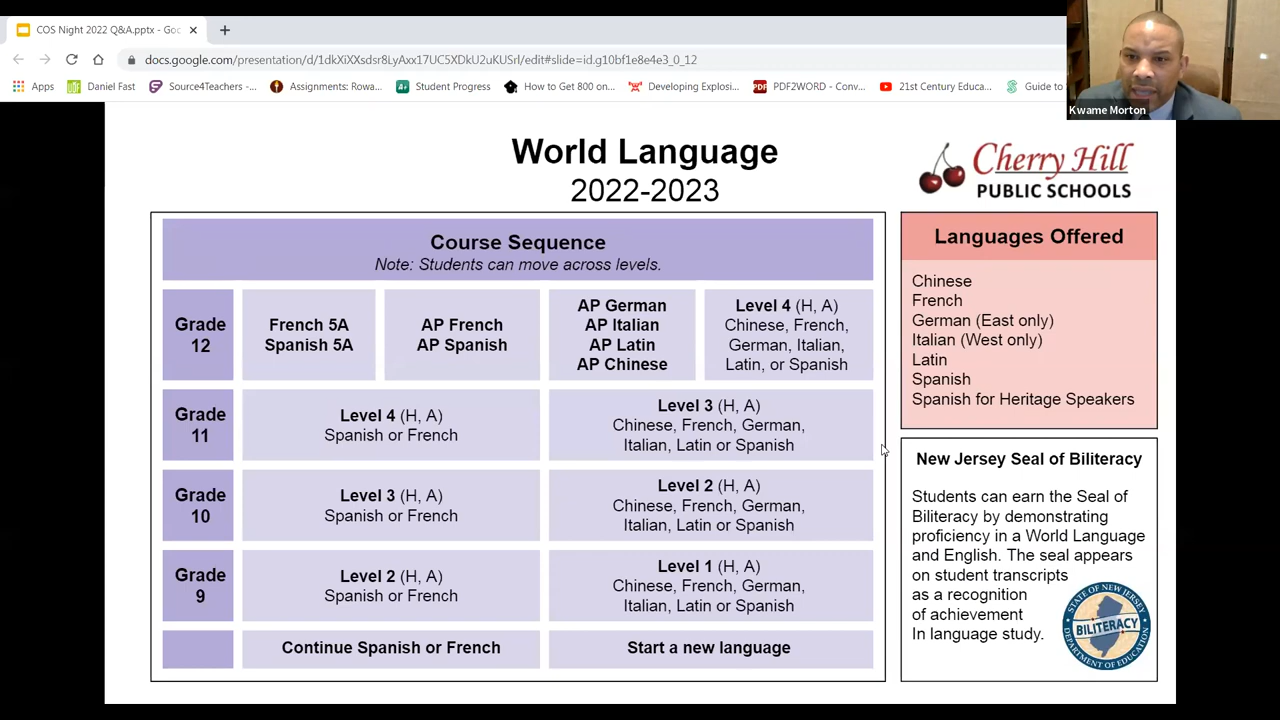 COS Night 2022 Q&A.pptx - Goo
docs.google.com/presentation/d/1dkXiXXsdsr8LyAxx17UC5XDkU2uKUSrl/edit#slide=id.g10bf1e8e4e3_0_12
Apps
Daniel Fast
Source4Teachers -...
Assignments: Rowa...
Student Progress
How to Get 800 on...
Developing Explosi...
PDF2WORD - Conv...
21st Century Educa...
Guide to
Kwame Morton
World Language
2022-2023
Cherry Hill
PUBLIC SCHOOLS
Course Sequence
Note: Students can move across levels.
Grade
12
French 5A
Spanish 5A
AP French
AP Spanish
AP German
AP Italian
AP Latin
AP Chinese
Level 4 (H, A)
Chinese, French,
German, Italian,
Latin, or Spanish
Grade
11
Level 4 (H, A)
Spanish or French
Level 3 (H, A)
Chinese, French, German,
Italian, Latin or Spanish
Grade
10
Level 3 (H, A)
Spanish or French
Level 2 (H, A)
Chinese, French, German,
Italian, Latin or Spanish
Grade
9
Level 2 (H, A)
Spanish or French
Level 1 (H, A)
Chinese, French, German,
Italian, Latin or Spanish
Continue Spanish or French
Start a new language
Languages Offered
Chinese
French
German (East only)
Italian (West only)
Latin
Spanish
Spanish for Heritage Speakers
New Jersey Seal of Biliteracy
Students can earn the Seal of
Biliteracy by demonstrating
proficiency in a World Language
and English. The seal appears
on student transcripts
as a recognition
of achievement
In language study.
STATE OF NEW JERSEY
BILITERACY
DEPARTMENT OF EDUCATION